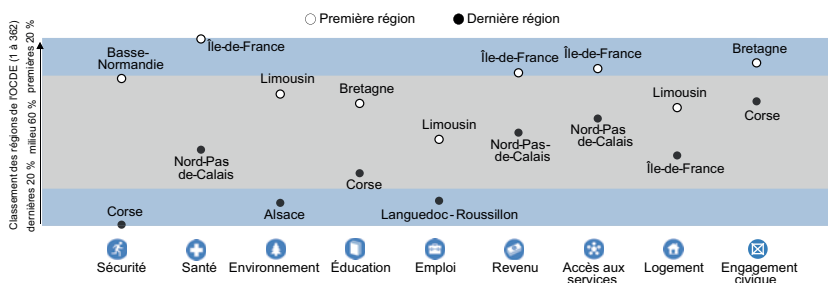 Première région
Dernière région
Classement des régions de l'OCDE (1 à 362)
dernières 20 %
milieu 60 %
premières 20 %
Basse-
Normandie
Île-de-France
Limousin
Bretagne
Limousin
Île-de-France
Île-de-France
Limousin
Bretagne
Corse
Nord-Pas
de-Calais
Alsace
Corse
Languedoc-Roussillon
Nord-Pas-
de-Calais
Nord-Pas
de-Calais
Île-de-France
Corse
Sécurité
Santé
Environnement
Éducation
Emploi
Revenu
Accès aux
services
Logement
Engagement
civique